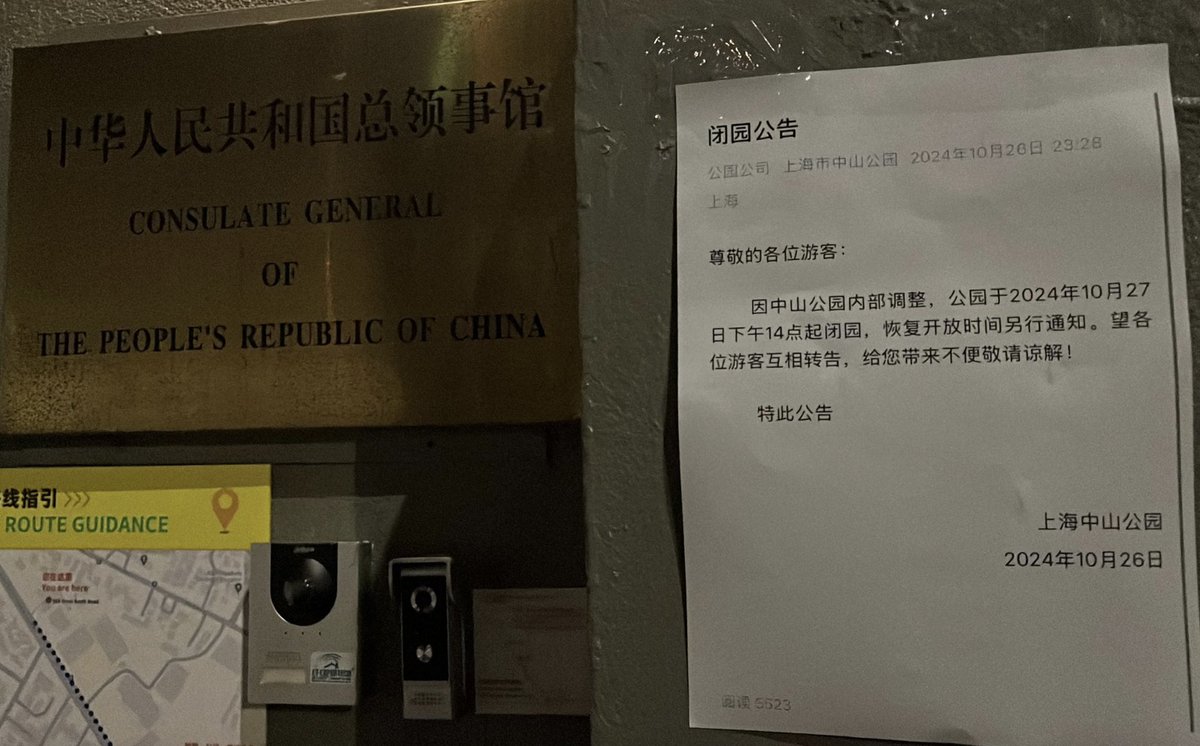 中华人民共和国总领事馆
CONSULATE GENERAL
OF
THE PEOPLE'S REPUBLIC OF CHINA
线指引 >>>
ROUTE GUIDANCE
您在这里
You are here
闭园公告
公园公司 上海市中山公园 2024年10月26日 23:28
上海
尊敬的各位游客：
因中山公园内部调整，公园于2024年10月27
日下午14点起闭园，恢复开放时间另行通知。望各
位游客互相转告，给您带来不便敬请谅解！
特此公告
上海中山公园
2024年10月26日
阅读 5523